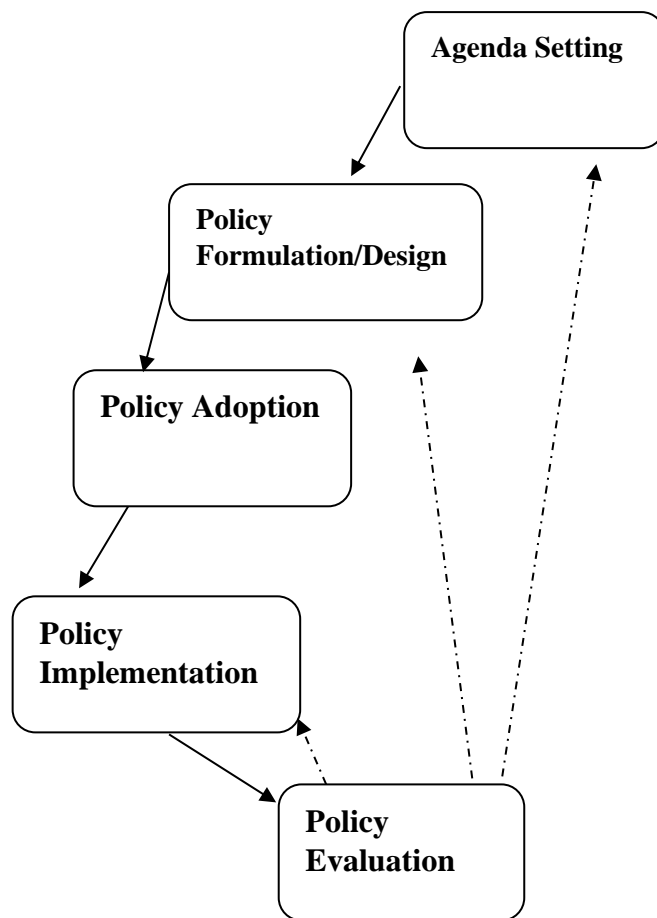 Agenda Setting
Policy
Formulation/Design
Policy Adoption
Policy
Implementation
Policy
Evaluation